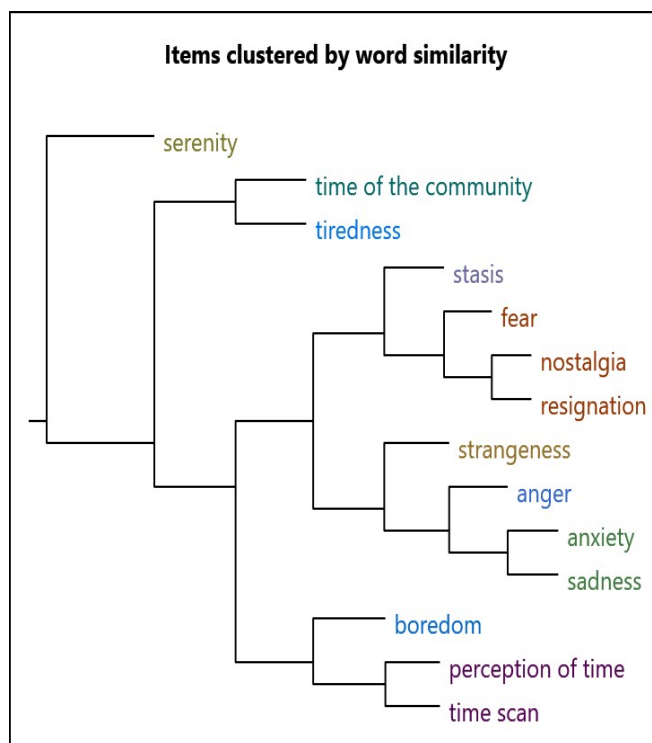 Items clustered by word similarity
serenity
time of the community
tiredness
stasis
fear
nostalgia
resignation
strangeness
anger
anxiety
sadness
boredom
perception of time
time scan